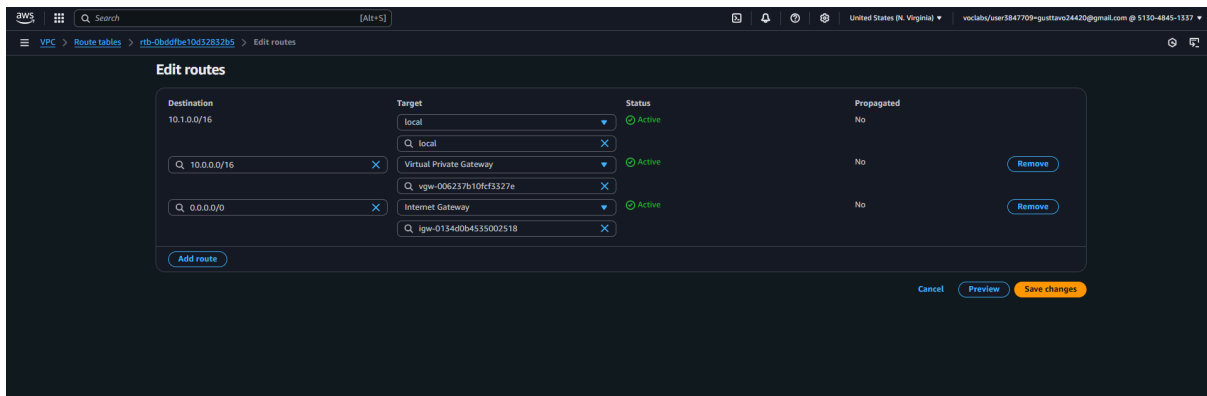 aws Search [Alt+S] United States (N. Virginia) voclabs/user3847709=gusttavo24420@gmail.com @ 5130-4845-1337
VPC > Route tables > rtb-0bddfbe10d32832b5 > Edit routes
Edit routes
Destination Target Status Propagated
10.1.0.0/16 local Active No
local
10.0.0.0/16 Virtual Private Gateway Active No Remove
vgw-006237b10fcf3327e
0.0.0.0/0 Internet Gateway Active No Remove
igw-0134d0b4535002518
Add route
Cancel Preview Save changes